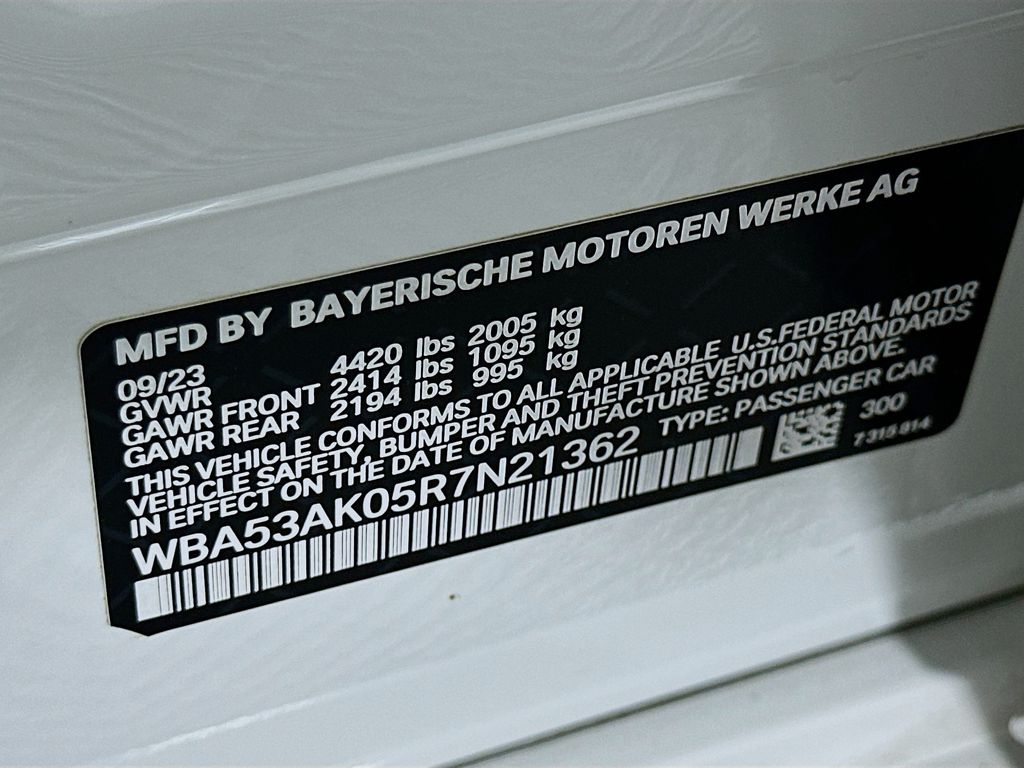 MFD BY BAYERISCHE MOTOREN WERKE AG
09/23
GVWR 4420 lbs 2005 kg
GAWR FRONT 2414 lbs 1095 kg
GAWR REAR 2194 lbs 995 kg
THIS VEHICLE CONFORMS TO ALL APPLICABLE U.S.FEDERAL MOTOR
VEHICLE SAFETY, BUMPER AND THEFT PREVENTION STANDARDS
IN EFFECT ON THE DATE OF MANUFACTURE SHOWN ABOVE.
WBA53AK05R7N21362 TYPE: PASSENGER CAR
300
7 315 814